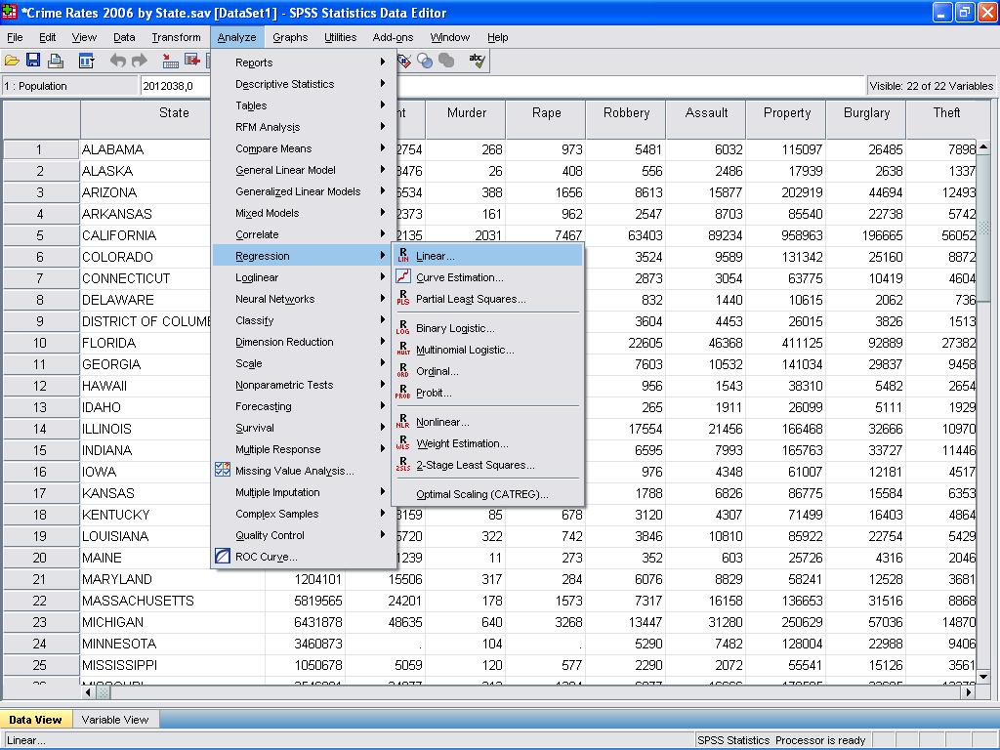 *Crime Rates 2006 by State.sav [DataSet1] - SPSS Statistics Data Editor
File Edit View Data Transform Analyze Graphs Utilities Add-ons Window Help
1 : Population 2012038,0 Visible: 22 of 22 Variables
State Murder Rape Robbery Assault Property Burglary Theft
Reports
Descriptive Statistics
Tables
RFM Analysis
Compare Means
General Linear Model
Generalized Linear Models
Mixed Models
Correlate
Regression
Loglinear
Neural Networks
Classify
Dimension Reduction
Scale
Nonparametric Tests
Forecasting
Survival
Multiple Response
Missing Value Analysis...
Multiple Imputation
Complex Samples
Quality Control
ROC Curve...
R LIN Linear...
Curve Estimation...
R PLS Partial Least Squares...
R LOG Binary Logistic...
R MULT Multinomial Logistic...
R ORD Ordinal...
R PROB Probit...
R NLR Nonlinear...
R WLS Weight Estimation...
R 2SLS 2-Stage Least Squares...
Optimal Scaling (CATREG)...
1 ALABAMA 2754 268 973 5481 6032 115097 26485 7898
2 ALASKA 3476 26 408 556 2486 17939 2638 1337
3 ARIZONA 6534 388 1656 8613 15877 202919 44694 12493
4 ARKANSAS 2373 161 962 2547 8703 85540 22738 5742
5 CALIFORNIA 2135 2031 7467 63403 89234 958963 196665 56052
6 COLORADO 3524 9589 131342 25160 8872
7 CONNECTICUT 2873 3054 63775 10419 4604
8 DELAWARE 832 1440 10615 2062 736
9 DISTRICT OF COLUMB 3604 4453 26015 3826 1513
10 FLORIDA 22605 46368 411125 92889 27382
11 GEORGIA 7603 10532 141034 29837 9458
12 HAWAII 956 1543 38310 5482 2654
13 IDAHO 265 1911 26099 5111 1929
14 ILLINOIS 17554 21456 166468 32666 10970
15 INDIANA 6595 7993 165763 33727 11446
16 IOWA 976 4348 61007 12181 4517
17 KANSAS 1788 6826 86775 15584 6353
18 KENTUCKY 8159 85 678 3120 4307 71499 16403 4864
19 LOUISIANA 5720 322 742 3846 10810 85922 22754 5429
20 MAINE 1239 11 273 352 603 25726 4316 2046
21 MARYLAND 1204101 15506 317 284 6076 8829 58241 12528 3681
22 MASSACHUSETTS 5819565 24201 178 1573 7317 16158 136653 31516 8868
23 MICHIGAN 6431878 48635 640 3268 13447 31280 250629 57036 14870
24 MINNESOTA 3460873 . 104 . 5290 7482 128004 22988 9406
25 MISSISSIPPI 1050678 5059 120 577 2290 2072 55541 15126 3561
Data View Variable View
Linear... SPSS Statistics Processor is ready